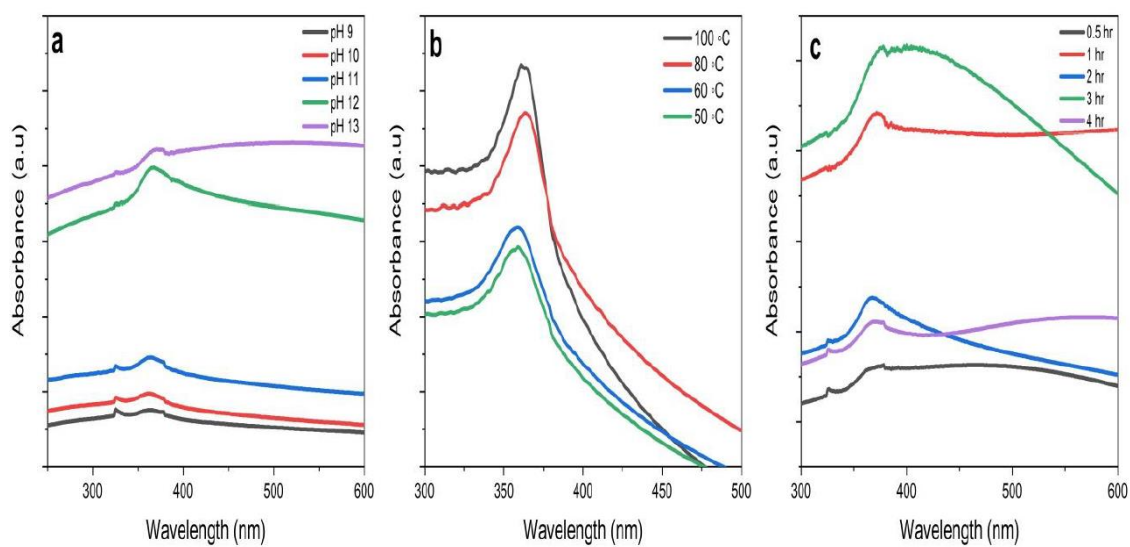 a
pH 9
pH 10
pH 11
pH 12
pH 13
Absorbance (a.u)
300
400
500
600
Wavelength (nm)
b
100 °C
80 °C
60 °C
50 °C
Absorbance (a.u)
300
350
400
450
500
Wavelength (nm)
c
0.5 hr
1 hr
2 hr
3 hr
4 hr
Absorbance (a.u)
300
400
500
600
Wavelength (nm)